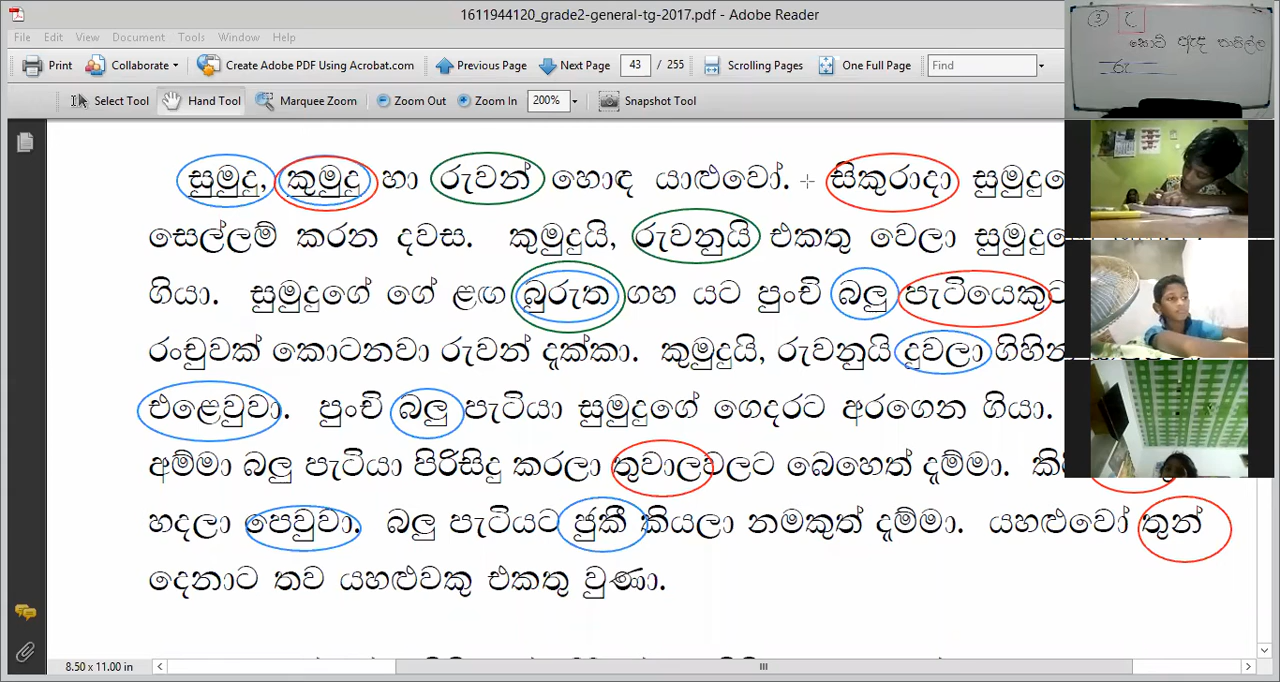 1611944120_grade2-general-tg-2017.pdf - Adobe Reader
File Edit View Document Tools Window Help
Print Collaborate Create Adobe PDF Using Acrobat.com Previous Page Next Page 43 / 255 Scrolling Pages One Full Page Find
Select Tool Hand Tool Marquee Zoom Zoom Out Zoom In 200% Snapshot Tool
සුමුදු, කුමුදු හා රුවන් හොඳ යාළුවෝ. සිකුරාදා
සෙල්ලම් කරන දවස. කුමුදුයි, රුවනුයි එකතු වෙලා
ගියා. සුමුදුගේ ගේ ළඟ බුරුත ගහ යට පුංචි බලු
රංචුවක් කොටනවා රුවන් දැක්කා. කුමුදුයි, රුවනුයි දුවලා
එළෙවුවා. පුංචි බලු පැටියා සුමුදුගේ ගෙදරට අරගෙන ගියා.
අම්මා බලු පැටියා පිරිසිදු කරලා තුවාලවලට බෙහෙත් දැම්මා.
හදලා පෙවුවා. බලු පැටියට ජුකී කියලා නමකුත් දැම්මා. යහළුවෝ තුන්
දෙනාට තව යහළුවකු එකතු වුණා.
8.50 x 11.00 in
3
කොට ඇද පාපිල්ල
රු